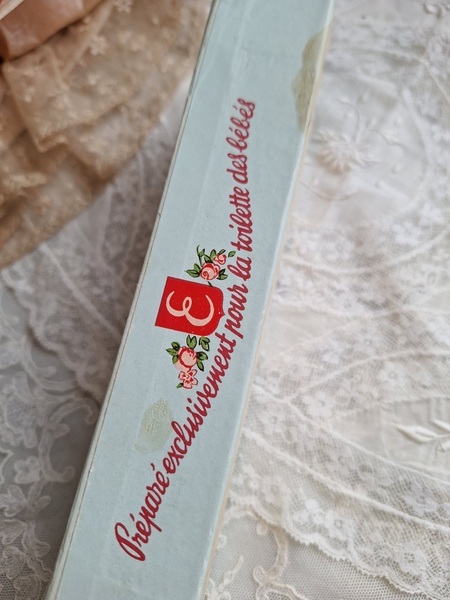 E
Préparé exclusivement pour la toilette des bébés